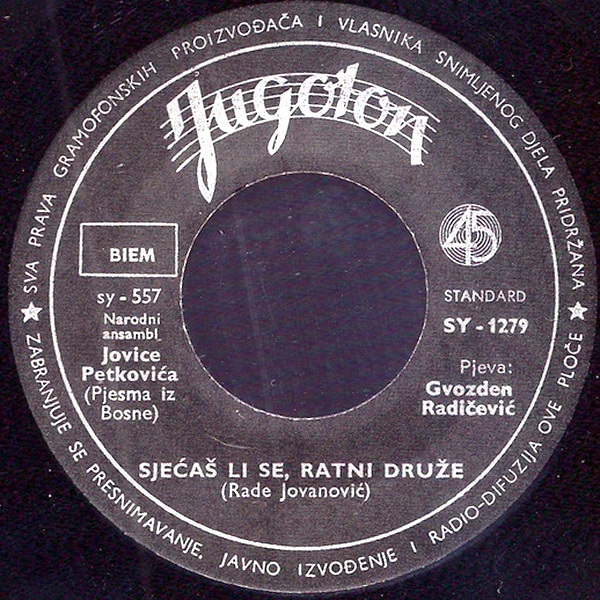 ★ SVA PRAVA GRAMOFONSKIH PROIZVOĐAČA I VLASNIKA SNIMLJENOG DJELA PRIDRŽANA ★
Jugoton
BIEM
sy - 557
Narodni
ansambl
Jovice
Petkovića
(Pjesma iz
Bosne)
45
STANDARD
SY - 1279
Pjeva:
Gvozden
Radičević
SJEĆAŠ LI SE, RATNI DRUŽE
(Rade Jovanović)
ZABRANJUJE SE PRESNIMAVANJE, JAVNO IZVOĐENJE I RADIO-DIFUZIJA OVE PLOČE